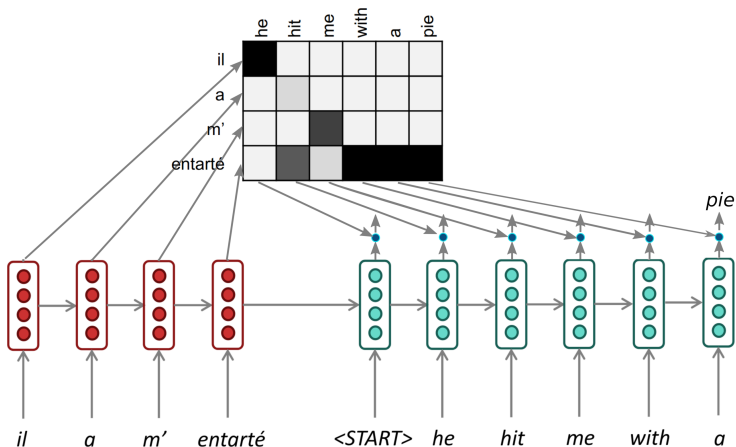 he hit me with a pie
il
a
m’
entarté
pie
il a m’ entarté <START> he hit me with a